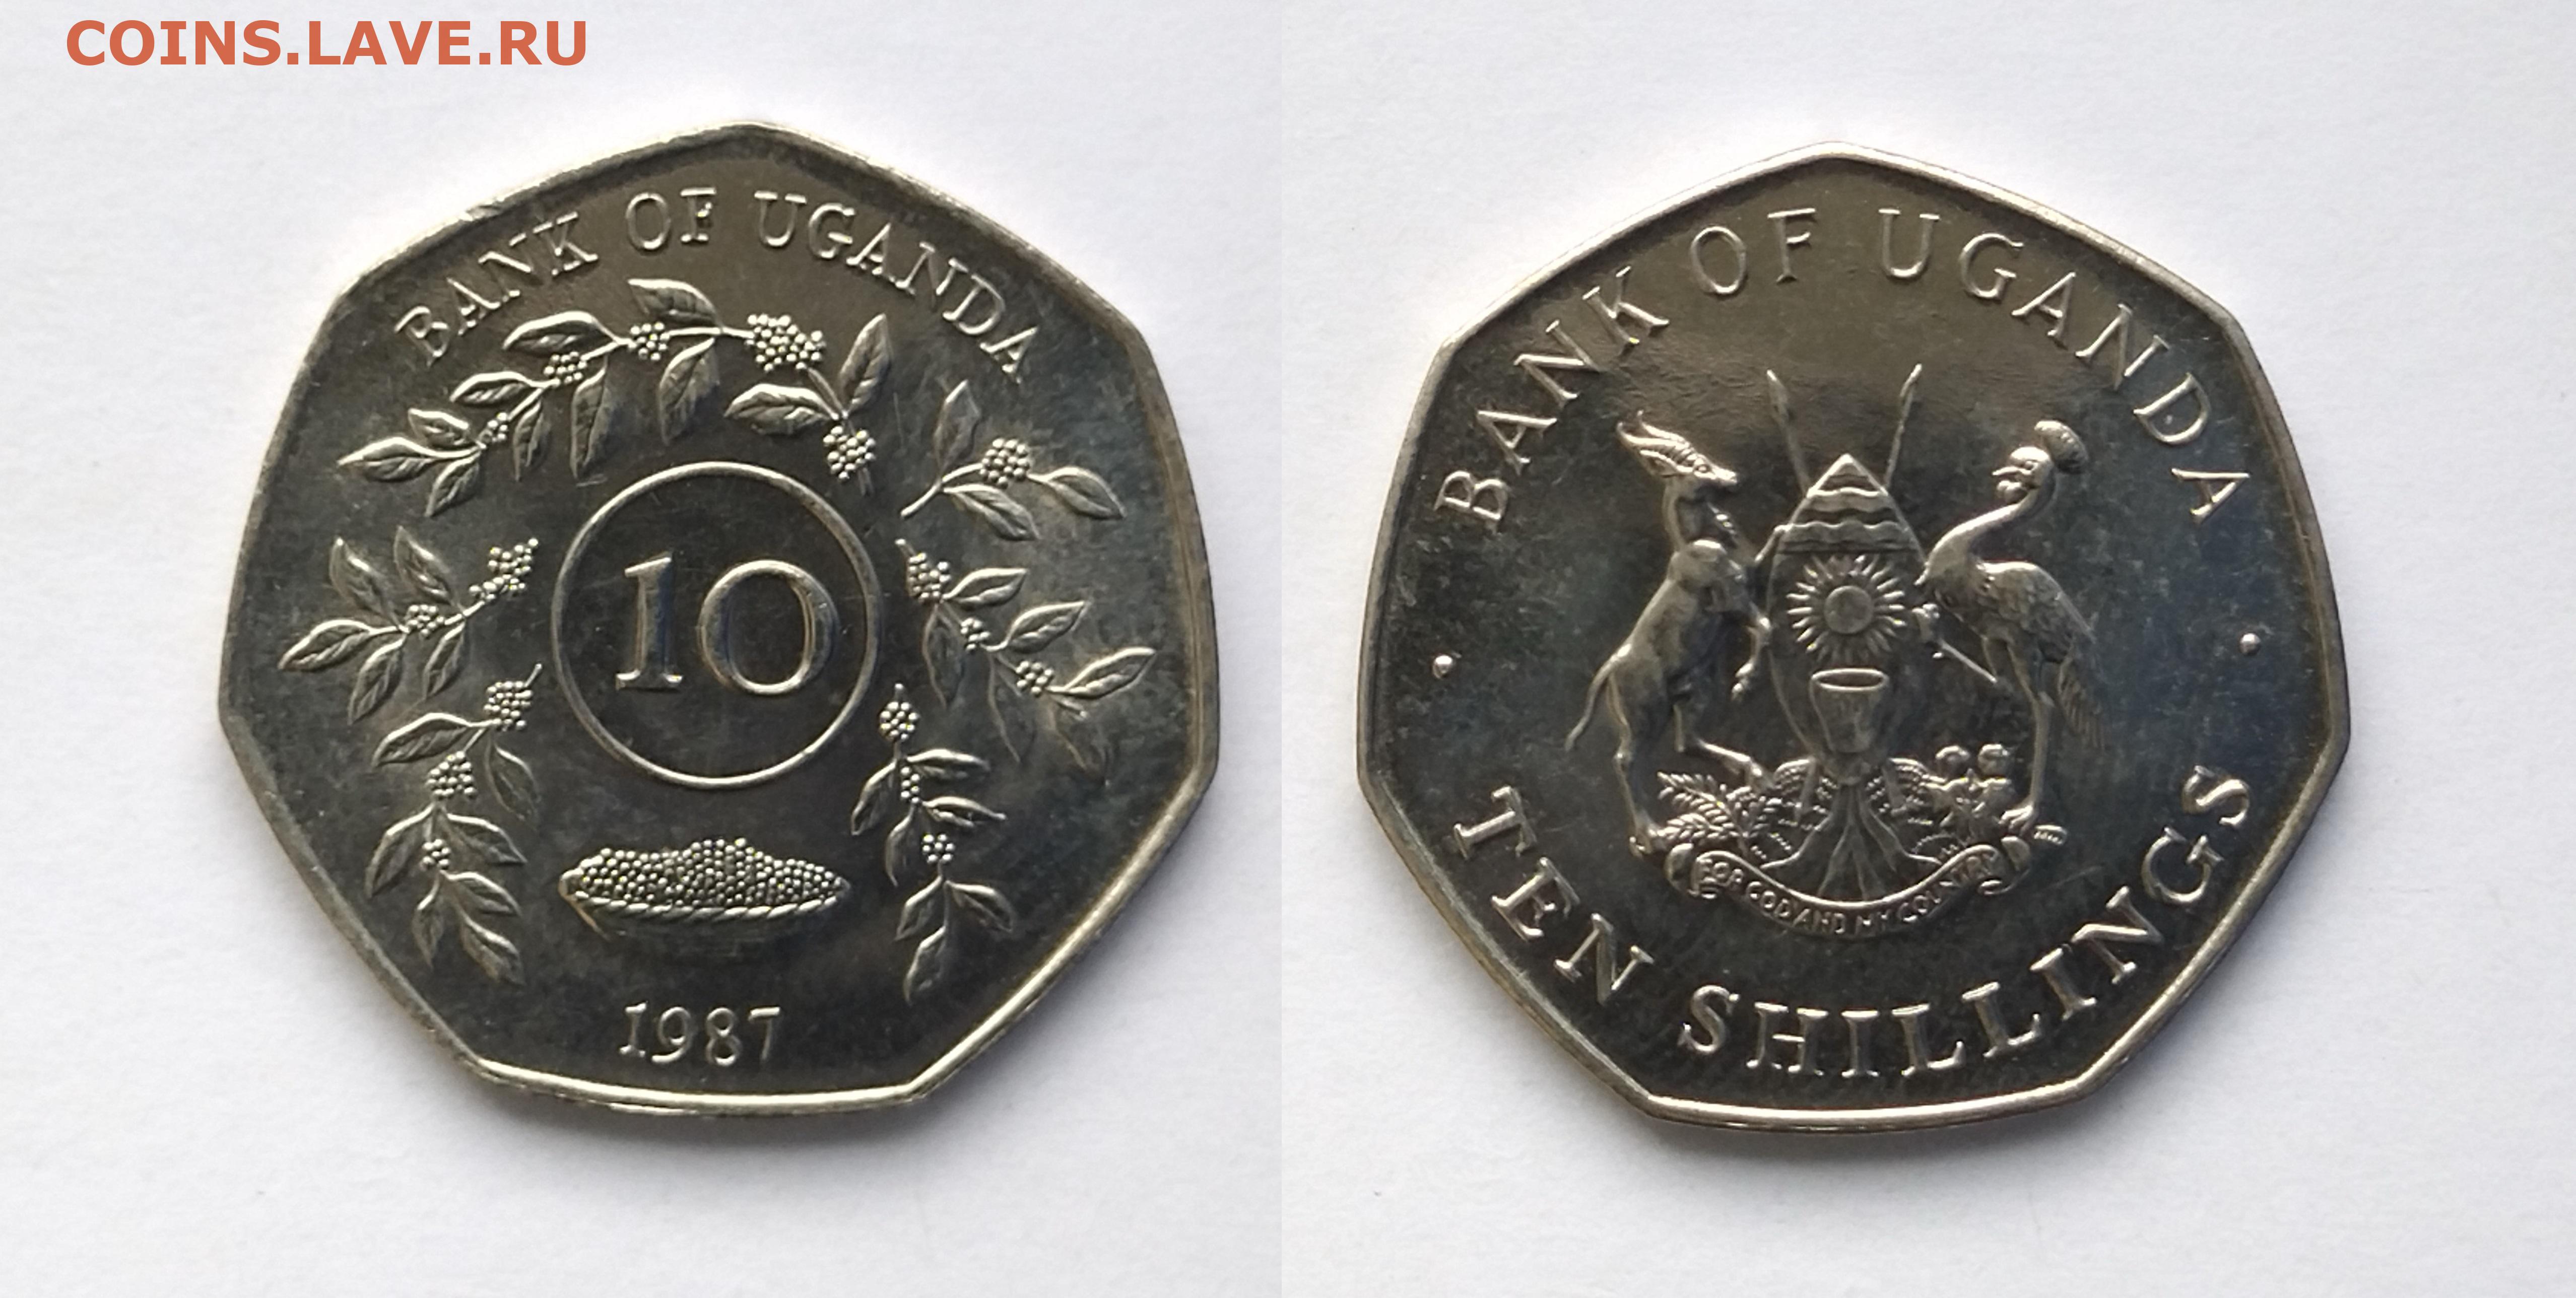 COINS.LAVE.RU
BANK OF UGANDA
10
1987
BANK OF UGANDA
FOR GOD AND MY COUNTRY
TEN SHILLINGS